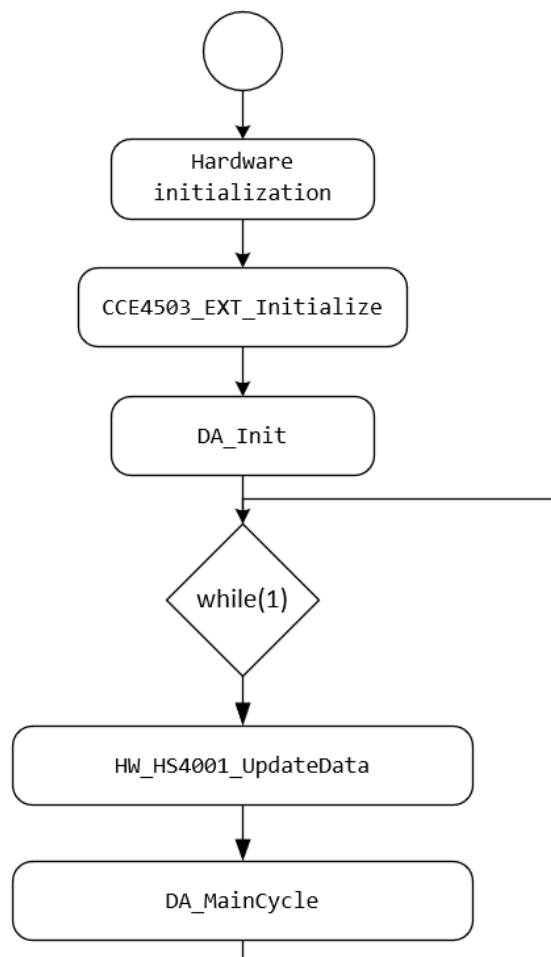 Hardware
initialization
CCE4503_EXT_Initialize
DA_Init
while(1)
HW_HS4001_UpdateData
DA_MainCycle